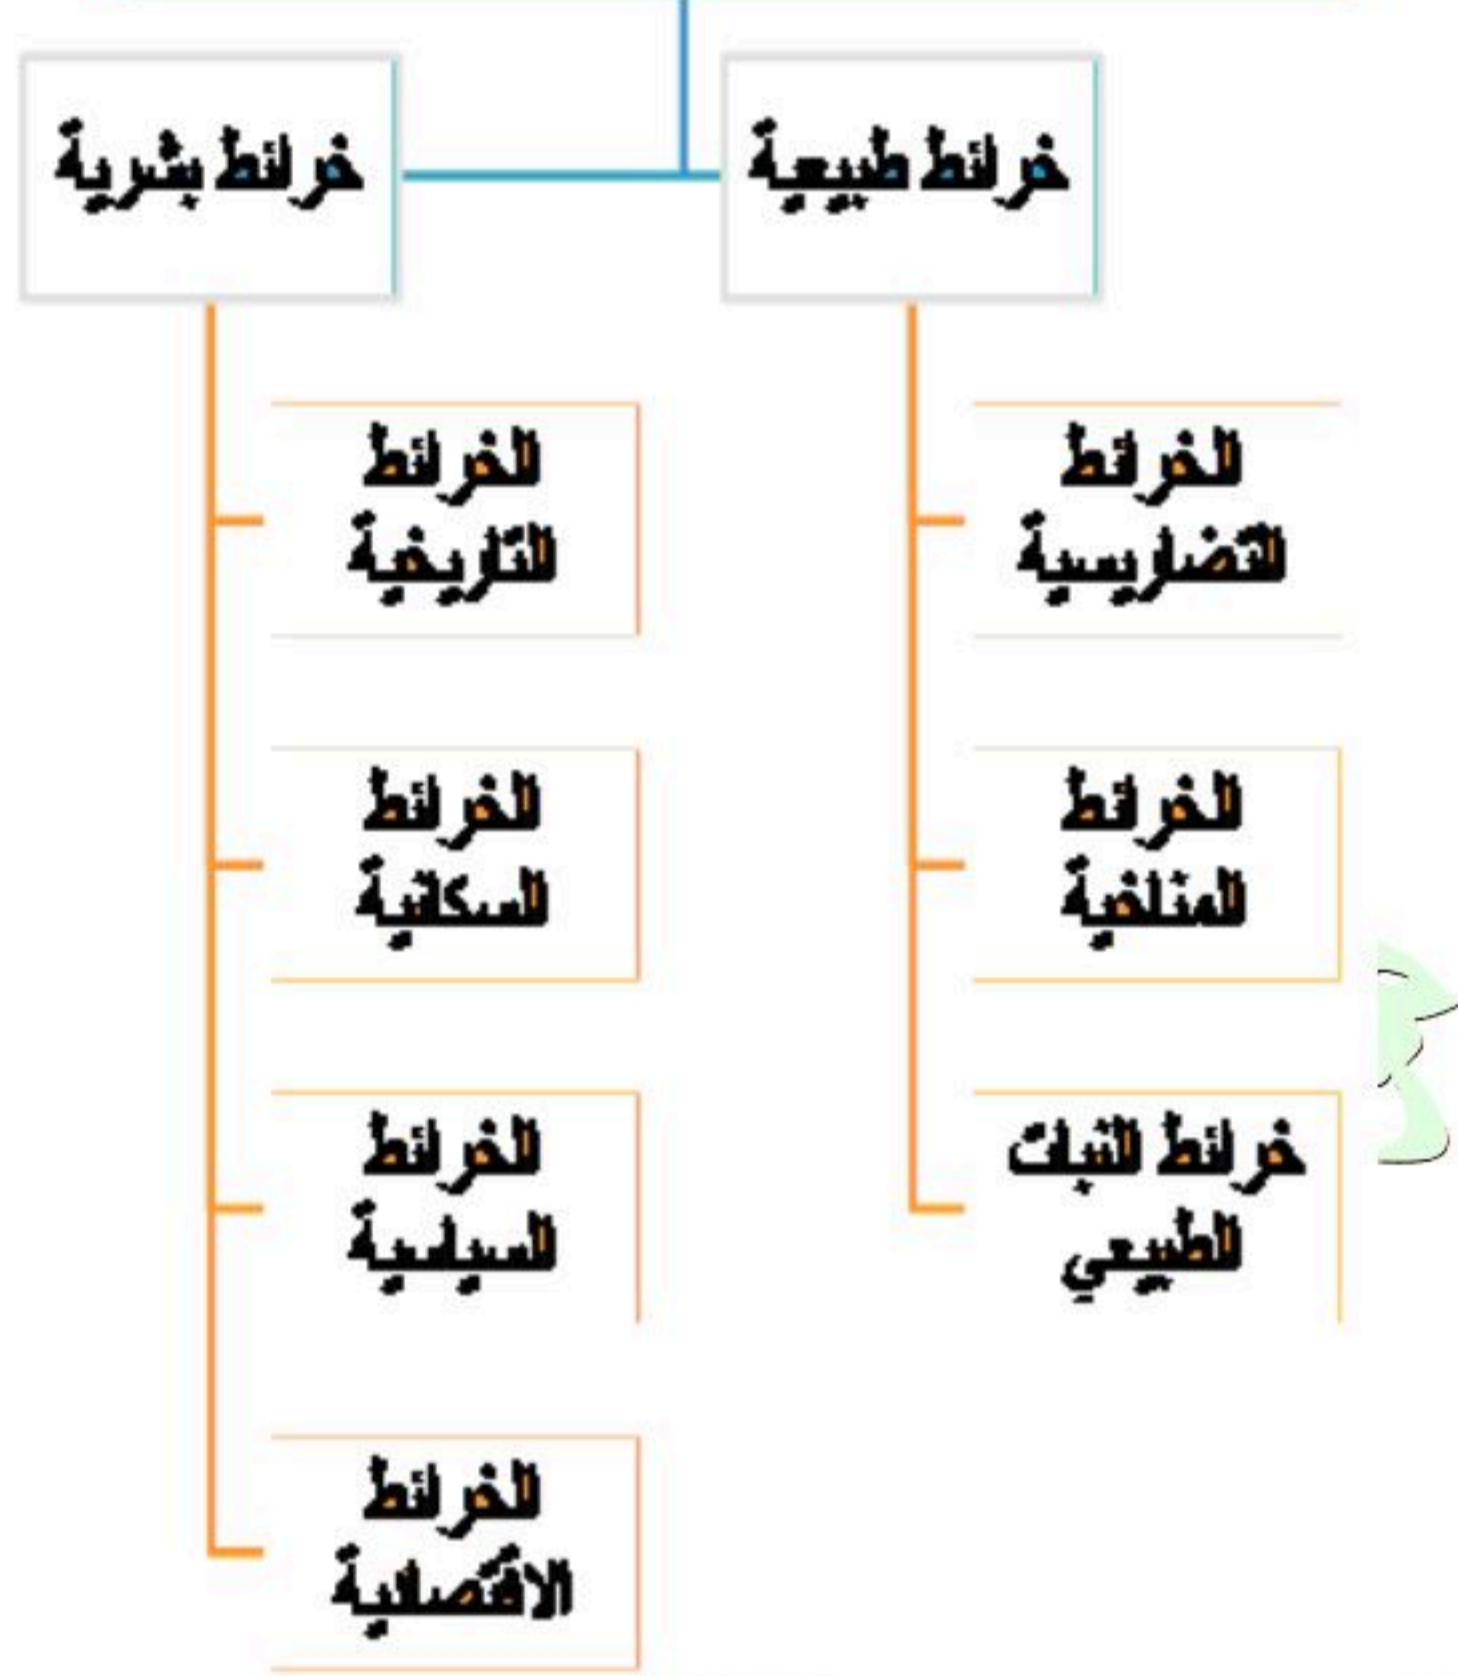 خرائط طبيعية
خرائط بشرية
الخرائط
التضاريسية
الخرائط
المناخية
خرائط النبات
الطبيعي
الخرائط
التاريخية
الخرائط
السكانية
الخرائط
السياسية
الخرائط
الاقتصادية